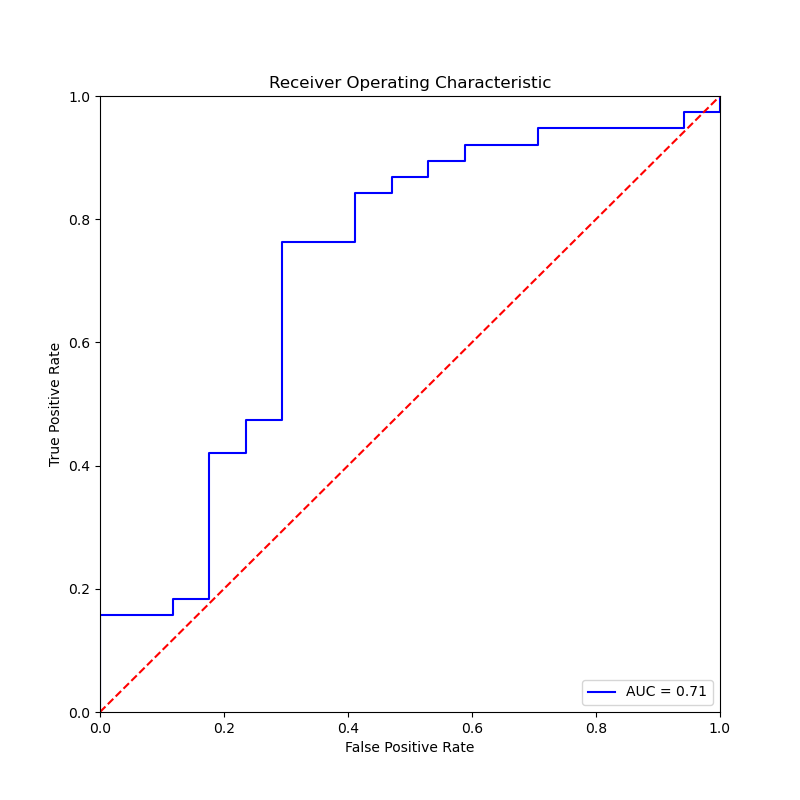 Receiver Operating Characteristic
1.0
0.8
0.6
0.4
0.2
0.0
True Positive Rate
AUC = 0.71
0.0 0.2 0.4 0.6 0.8 1.0
False Positive Rate